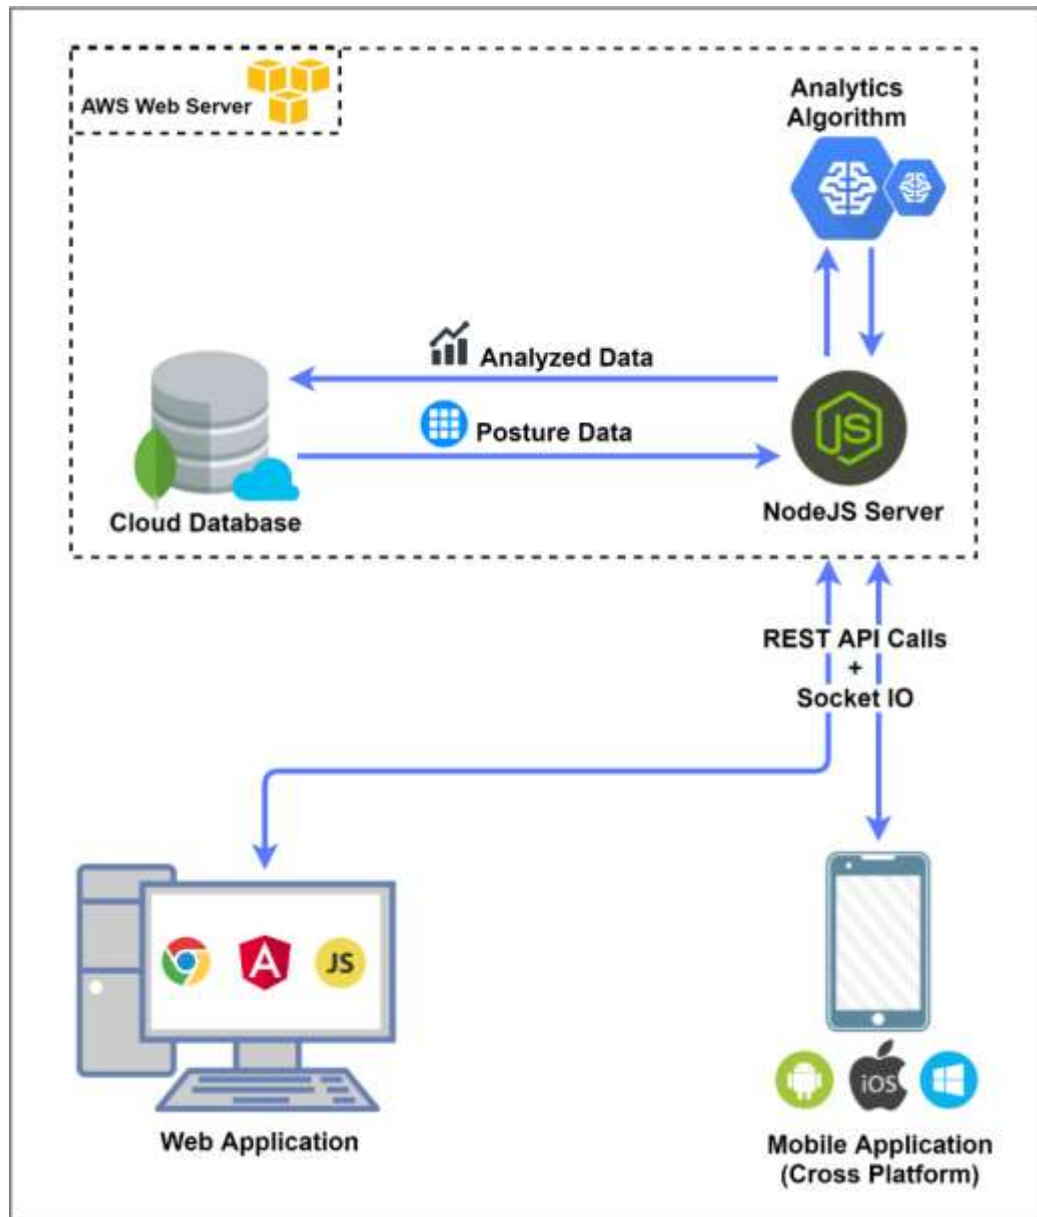 AWS Web Server
Analytics
Algorithm
Analyzed Data
Posture Data
JS
Cloud Database
NodeJS Server
REST API Calls
+
Socket IO
A
JS
iOS
Web Application
Mobile Application
(Cross Platform)